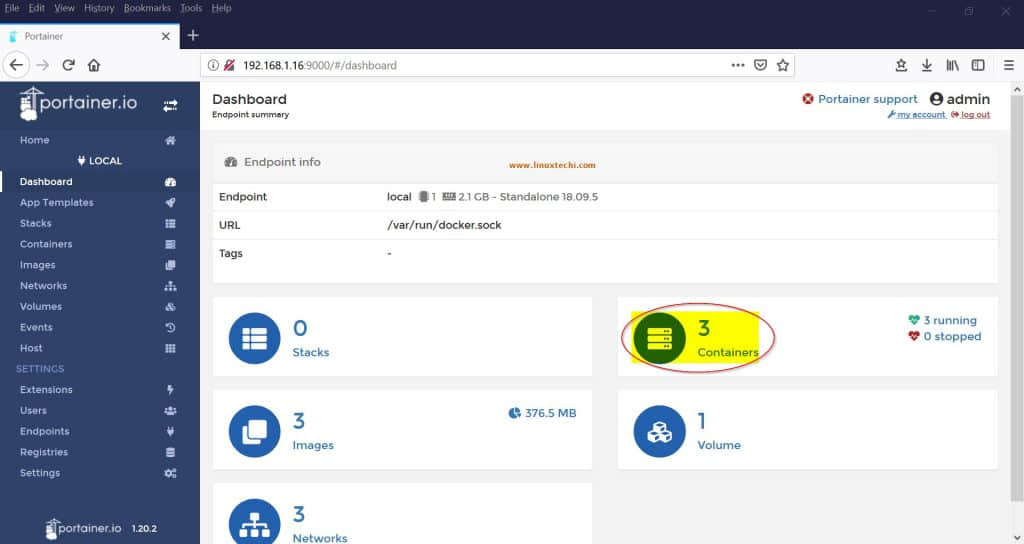 File Edit View History Bookmarks Tools Help
Portainer
192.168.1.16:9000/#/dashboard
portainer.io
Home
LOCAL
Dashboard
App Templates
Stacks
Containers
Images
Networks
Volumes
Events
Host
SETTINGS
Extensions
Users
Endpoints
Registries
Settings
portainer.io 1.20.2
Dashboard
Endpoint summary
Portainer support admin
my account log out
Endpoint info
www.linuxtechi.com
Endpoint local 1 2.1 GB - Standalone 18.09.5
URL /var/run/docker.sock
Tags -
0
Stacks
3
Containers
3 running
0 stopped
3
Images
376.5 MB
1
Volume
3
Networks